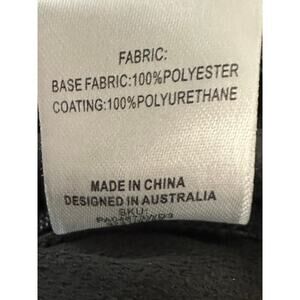 FABRIC:
BASE FABRIC:100%POLYESTER
COATING:100%POLYURETHANE
MADE IN CHINA
DESIGNED IN AUSTRALIA
SKU: